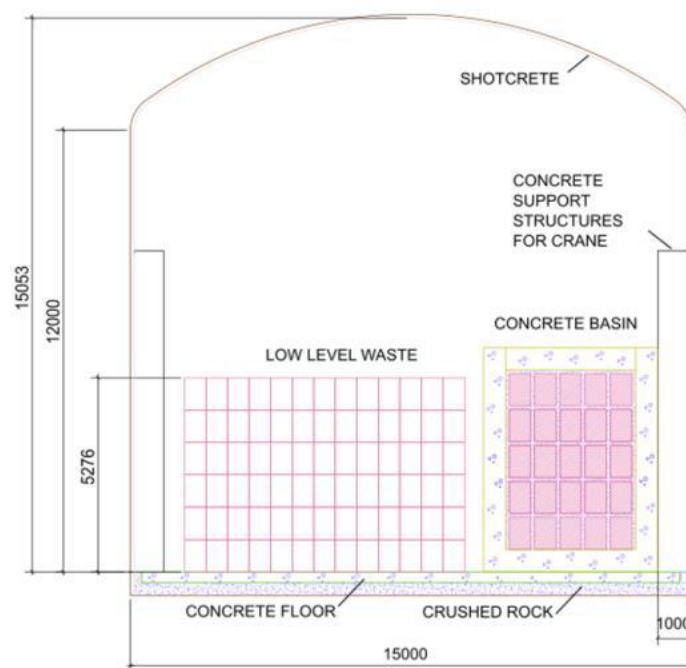 SHOTCRETE
CONCRETE
SUPPORT
STRUCTURES
FOR CRANE
15053
12000
CONCRETE BASIN
LOW LEVEL WASTE
5276
CONCRETE FLOOR
CRUSHED ROCK
1000
15000